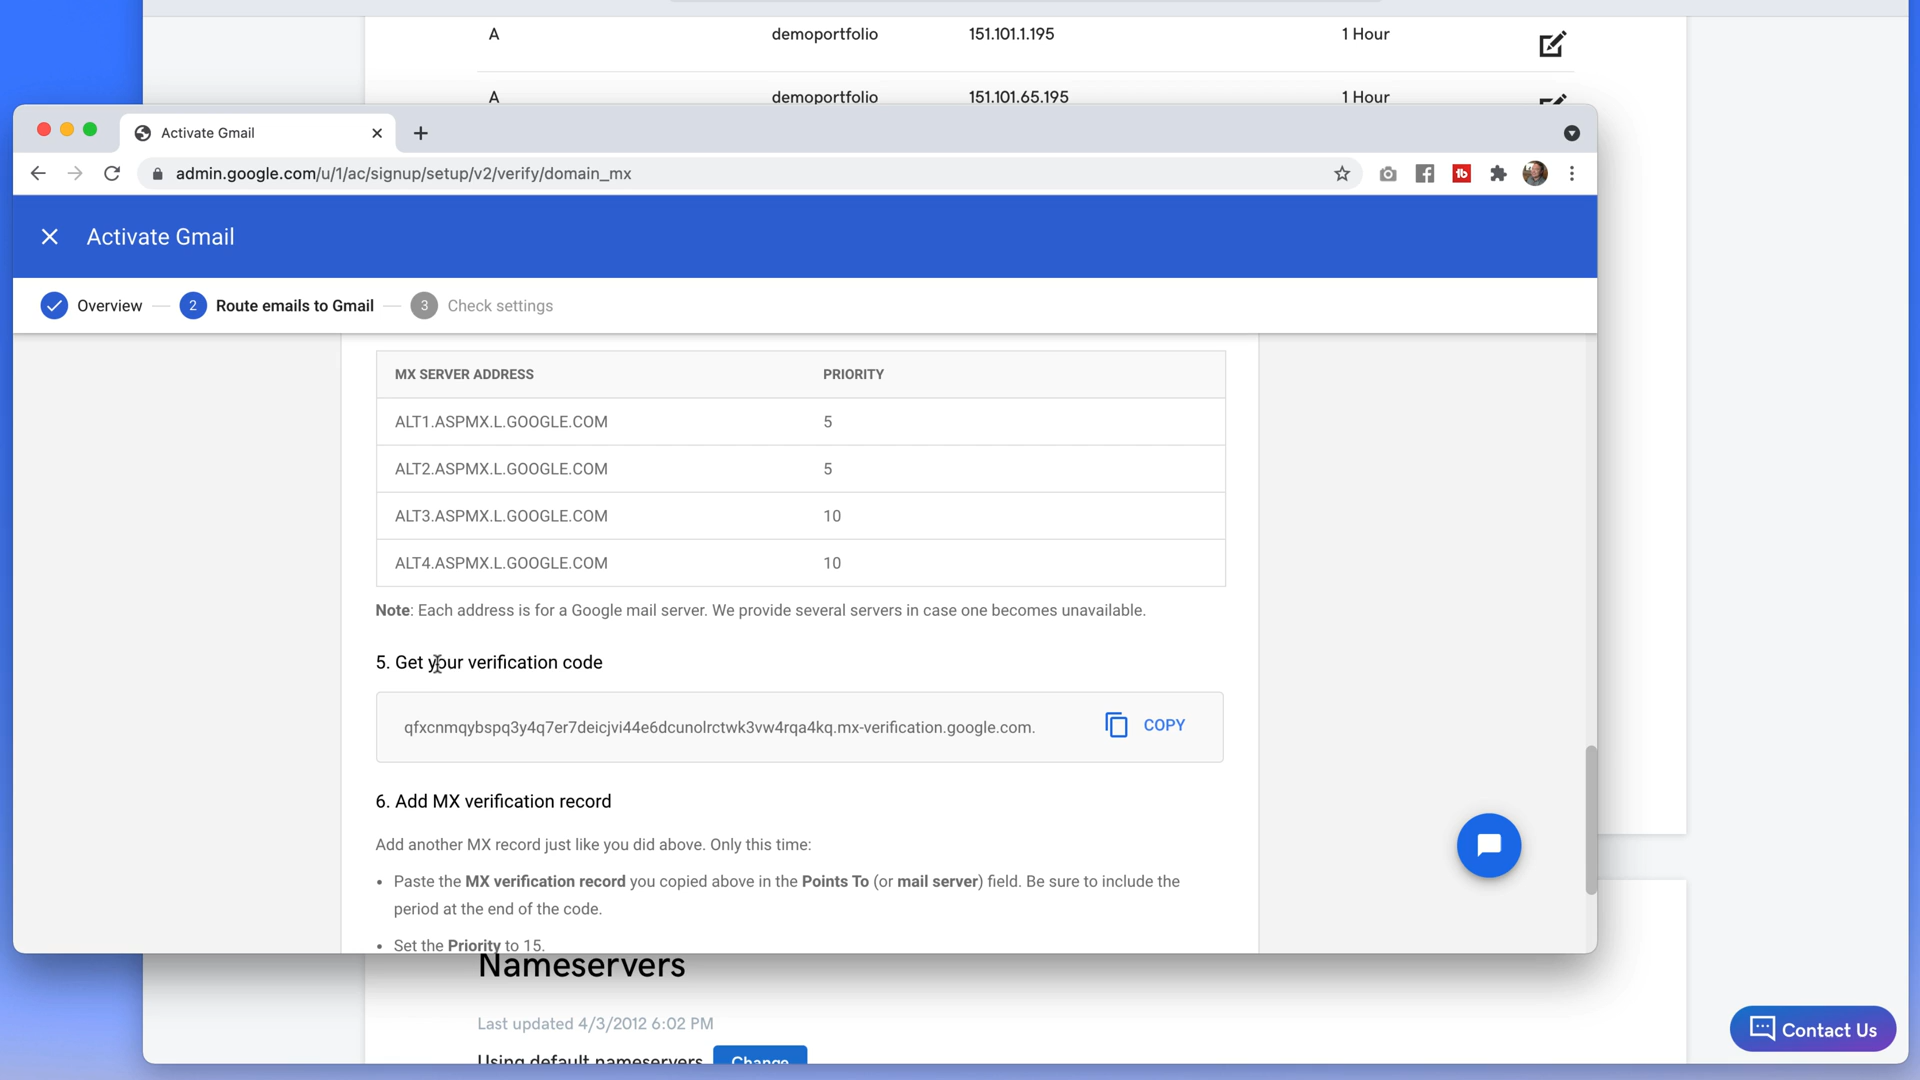 A demoportfolio 151.101.1.195 1 Hour
A demoportfolio 151.101.65.195 1 Hour
Activate Gmail
admin.google.com/u/1/ac/signup/setup/v2/verify/domain_mx
Activate Gmail
Overview 2 Route emails to Gmail 3 Check settings
MX SERVER ADDRESS PRIORITY
ALT1.ASPMX.L.GOOGLE.COM 5
ALT2.ASPMX.L.GOOGLE.COM 5
ALT3.ASPMX.L.GOOGLE.COM 10
ALT4.ASPMX.L.GOOGLE.COM 10
Note: Each address is for a Google mail server. We provide several servers in case one becomes unavailable.
5. Get your verification code
qfxcnmqybspq3y4q7er7deicjvi44e6dcunolrctwk3vw4rqa4kq.mx-verification.google.com.
COPY
6. Add MX verification record
Add another MX record just like you did above. Only this time:
• Paste the MX verification record you copied above in the Points To (or mail server) field. Be sure to include the
period at the end of the code.
• Set the Priority to 15.
Nameservers
Last updated 4/3/2012 6:02 PM
Using default nameservers Change
Contact Us